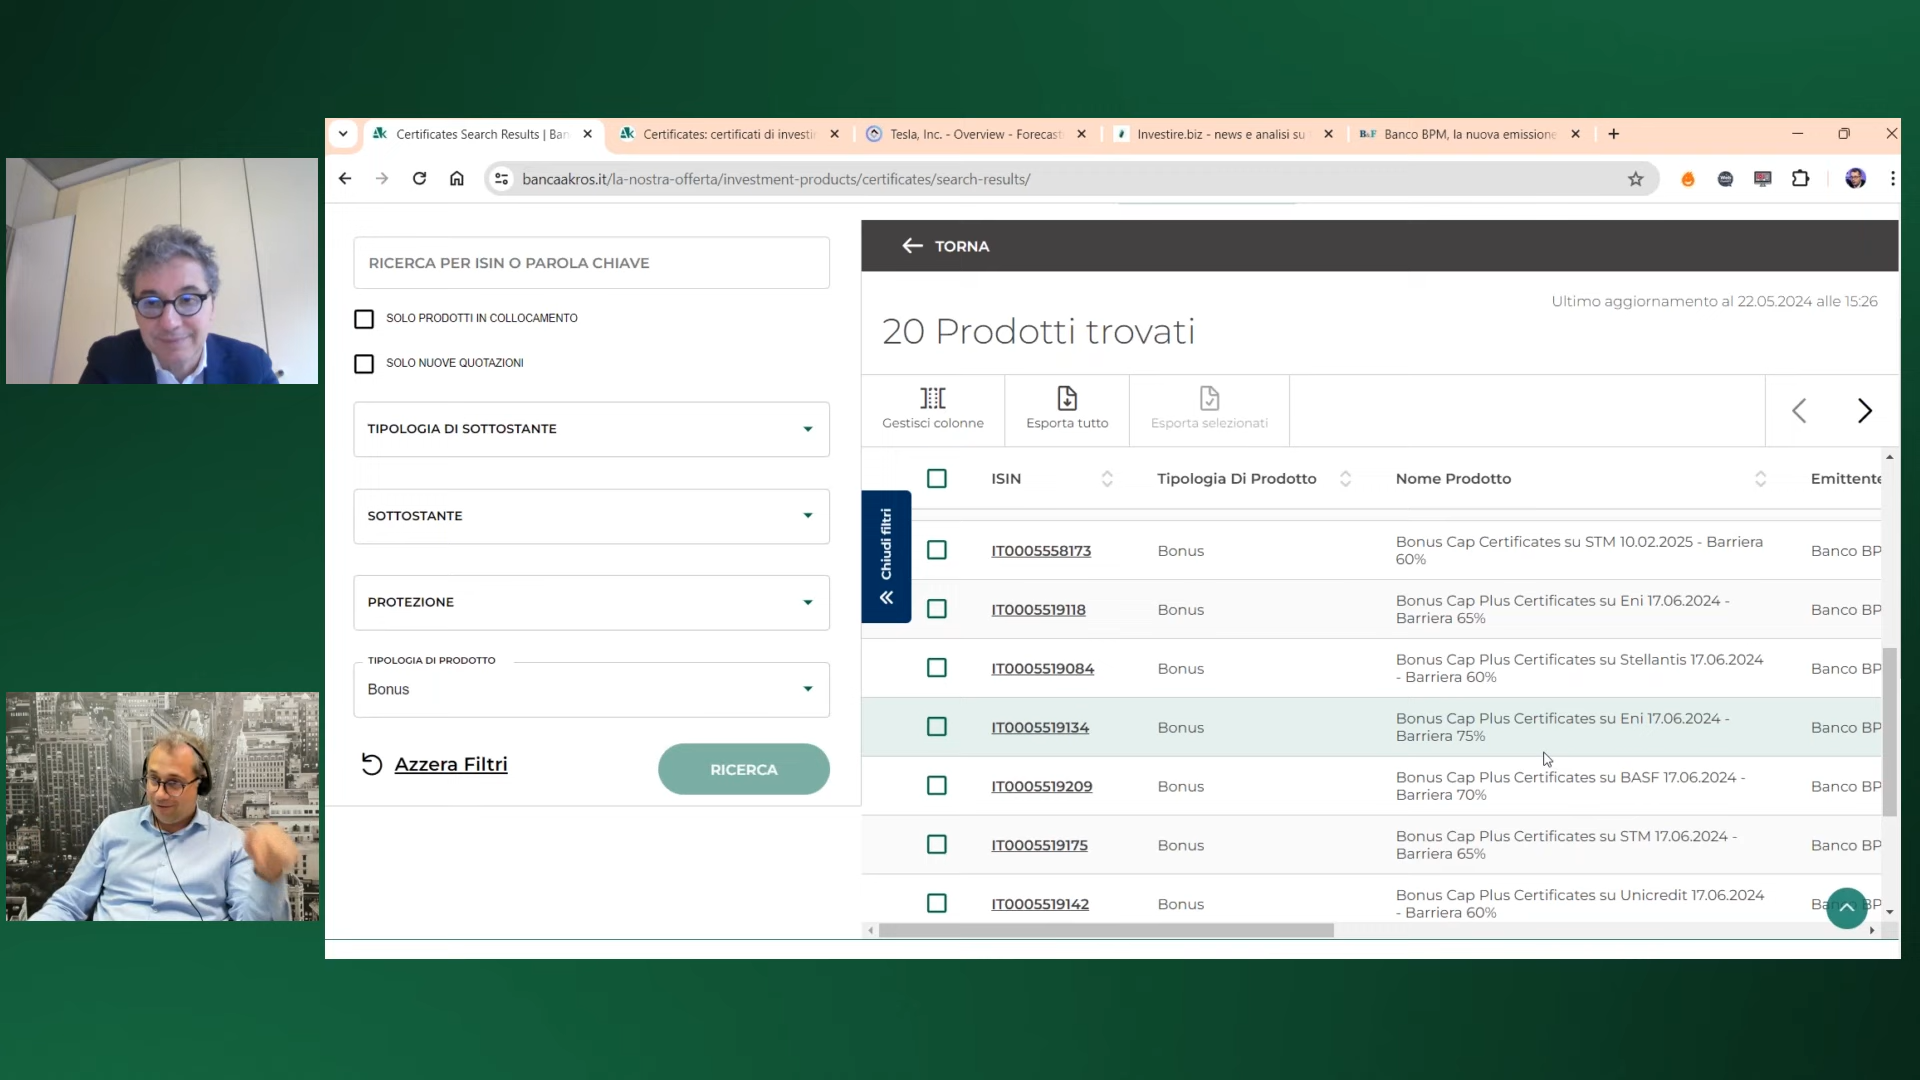 Certificates Search Results | Ban
Certificates: certificati di investi
Tesla, Inc. - Overview - Forecast
Investire.biz - news e analisi su
B&F
Banco BPM, la nuova emissione
bancaakros.it/la-nostra-offerta/investment-products/certificates/search-results/
RICERCA PER ISIN O PAROLA CHIAVE
SOLO PRODOTTI IN COLLOCAMENTO
SOLO NUOVE QUOTAZIONI
TIPOLOGIA DI SOTTOSTANTE
SOTTOSTANTE
PROTEZIONE
TIPOLOGIA DI PRODOTTO
Bonus
Azzera Filtri
RICERCA
TORNA
Ultimo aggiornamento al 22.05.2024 alle 15:26
20 Prodotti trovati
Gestisci colonne
Esporta tutto
Esporta selezionati
Chiudi filtri
ISIN
Tipologia Di Prodotto
Nome Prodotto
Emittente
IT0005558173
Bonus
Bonus Cap Certificates su STM 10.02.2025 - Barriera
60%
Banco BP
IT0005519118
Bonus
Bonus Cap Plus Certificates su Eni 17.06.2024 -
Barriera 65%
Banco BP
IT0005519084
Bonus
Bonus Cap Plus Certificates su Stellantis 17.06.2024
- Barriera 60%
Banco BP
IT0005519134
Bonus
Bonus Cap Plus Certificates su Eni 17.06.2024 -
Barriera 75%
Banco BP
IT0005519209
Bonus
Bonus Cap Plus Certificates su BASF 17.06.2024 -
Barriera 70%
Banco BP
IT0005519175
Bonus
Bonus Cap Plus Certificates su STM 17.06.2024 -
Barriera 65%
Banco BP
IT0005519142
Bonus
Bonus Cap Plus Certificates su Unicredit 17.06.2024
- Barriera 60%
Banco BP